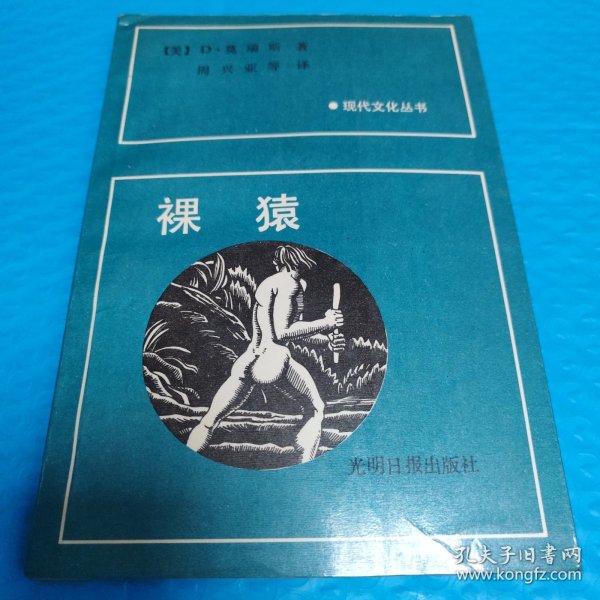 【美】D·莫瑞斯 著
周兴亚等 译
●现代文化丛书
裸 猿
光明日报出版社
孔夫子旧书网
www.kongfz.com